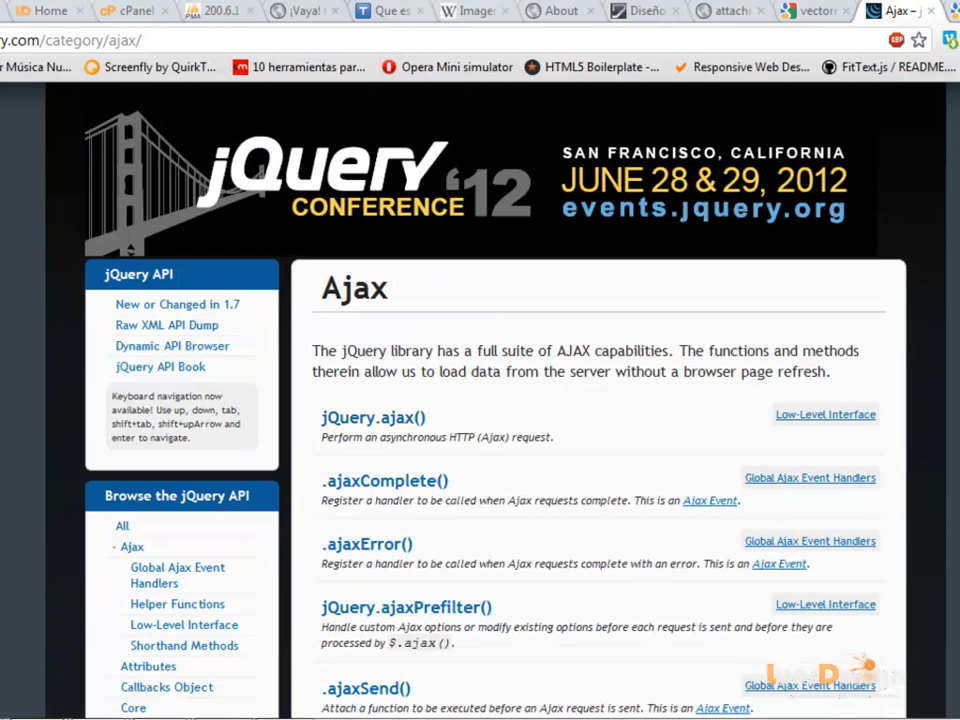 Home
cPanel
200.6.1
¡Vaya!
Que es
Image
About
Diseño
attach
vector
Ajax – j
ry.com/category/ajax/
r Música Nu...
Screenfly by QuirkT...
10 herramientas par...
Opera Mini simulator
HTML5 Boilerplate -...
Responsive Web Des...
FitText.js / README....
jQuery
CONFERENCE '12
SAN FRANCISCO, CALIFORNIA
JUNE 28 & 29, 2012
events.jquery.org
jQuery API
New or Changed in 1.7
Raw XML API Dump
Dynamic API Browser
jQuery API Book
Keyboard navigation now
available! Use up, down, tab,
shift+tab, shift+upArrow and
enter to navigate.
Browse the jQuery API
All
- Ajax
Global Ajax Event
Handlers
Helper Functions
Low-Level Interface
Shorthand Methods
Attributes
Callbacks Object
Core
Ajax
The jQuery library has a full suite of AJAX capabilities. The functions and methods
therein allow us to load data from the server without a browser page refresh.
jQuery.ajax()
Low-Level Interface
Perform an asynchronous HTTP (Ajax) request.
.ajaxComplete()
Global Ajax Event Handlers
Register a handler to be called when Ajax requests complete. This is an Ajax Event.
.ajaxError()
Global Ajax Event Handlers
Register a handler to be called when Ajax requests complete with an error. This is an Ajax Event.
jQuery.ajaxPrefilter()
Low-Level Interface
Handle custom Ajax options or modify existing options before each request is sent and before they are
processed by $.ajax().
.ajaxSend()
Global Ajax Event Handlers
Attach a function to be executed before an Ajax request is sent. This is an Ajax Event.